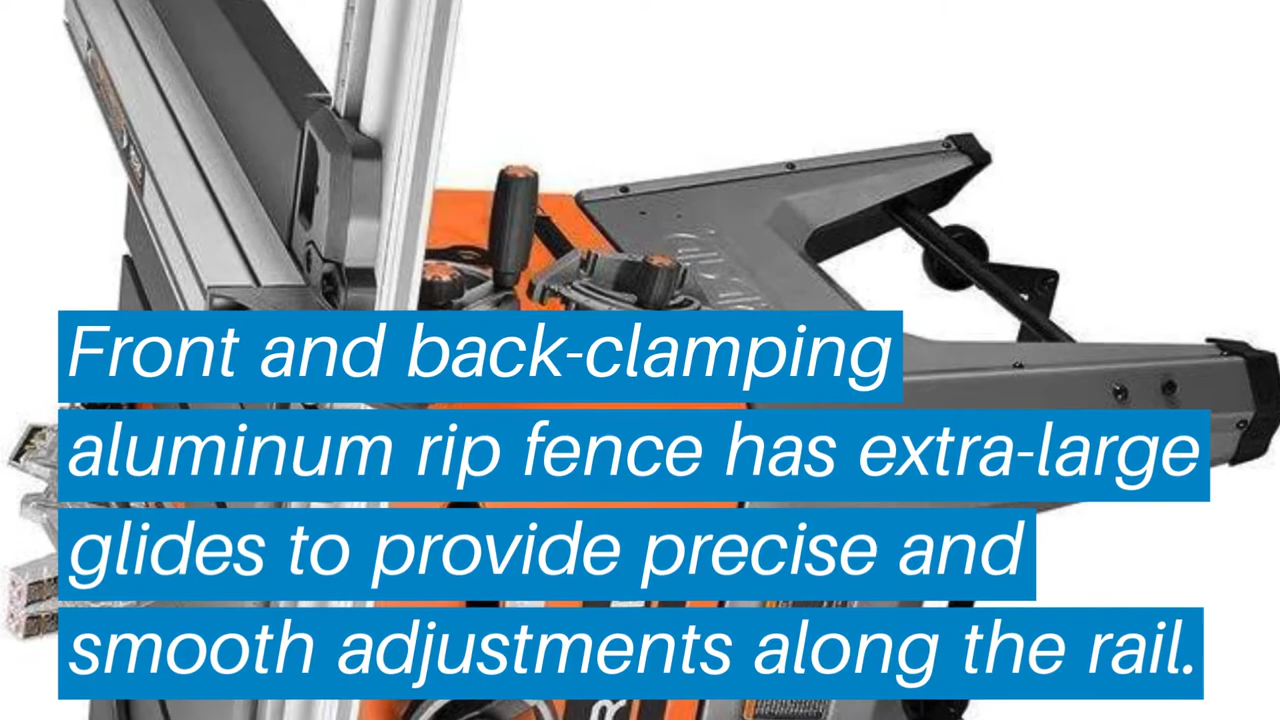 Front and back-clamping
aluminum rip fence has extra-large
glides to provide precise and
smooth adjustments along the rail.